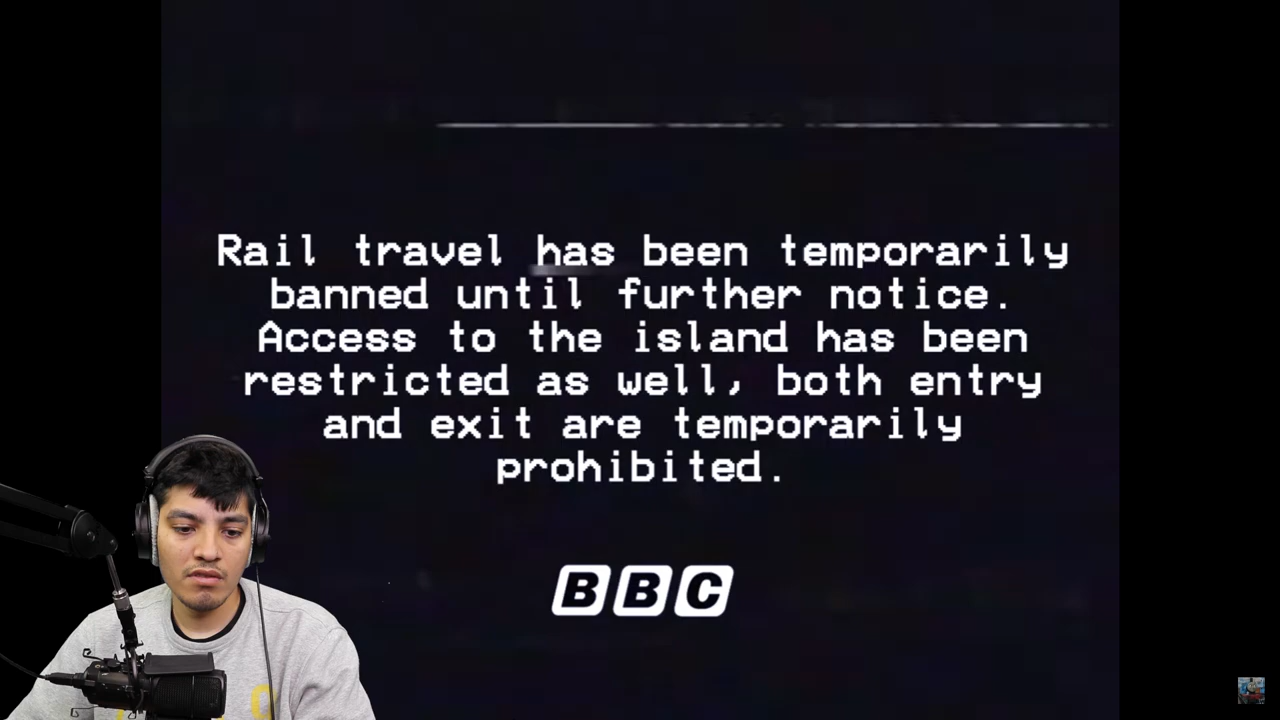 Rail travel has been temporarily
banned until further notice.
Access to the island has been
restricted as well, both entry
and exit are temporarily
prohibited.
BBC